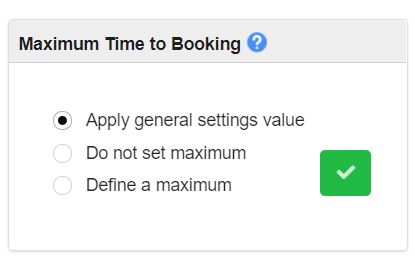 Maximum Time to Booking ?
Apply general settings value
Do not set maximum
Define a maximum